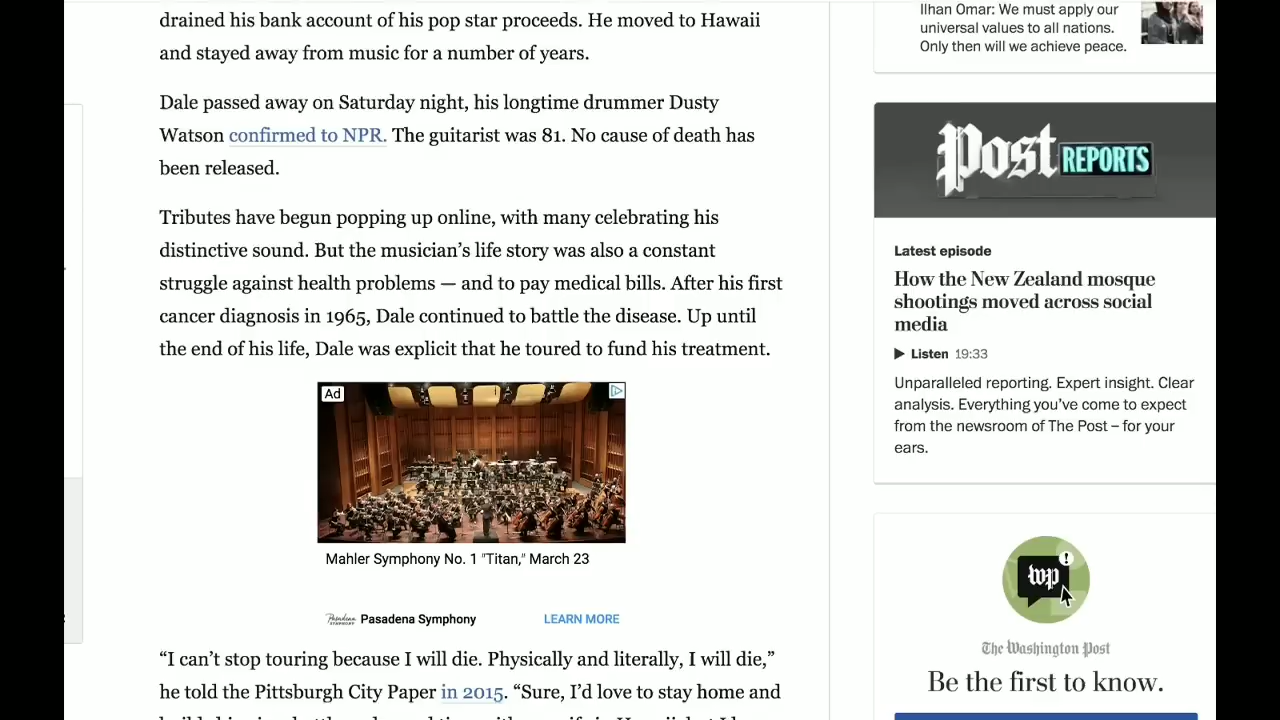 drained his bank account of his pop star proceeds. He moved to Hawaii
and stayed away from music for a number of years.
Dale passed away on Saturday night, his longtime drummer Dusty
Watson confirmed to NPR. The guitarist was 81. No cause of death has
been released.
Tributes have begun popping up online, with many celebrating his
distinctive sound. But the musician’s life story was also a constant
struggle against health problems — and to pay medical bills. After his first
cancer diagnosis in 1965, Dale continued to battle the disease. Up until
the end of his life, Dale was explicit that he toured to fund his treatment.
Ad
Mahler Symphony No. 1 "Titan," March 23
Pasadena Symphony
Pasadena Symphony
LEARN MORE
“I can’t stop touring because I will die. Physically and literally, I will die,”
he told the Pittsburgh City Paper in 2015. “Sure, I’d love to stay home and
Ilhan Omar: We must apply our
universal values to all nations.
Only then will we achieve peace.
Post REPORTS
Latest episode
How the New Zealand mosque
shootings moved across social
media
Listen 19:33
Unparalleled reporting. Expert insight. Clear
analysis. Everything you’ve come to expect
from the newsroom of The Post – for your
ears.
wp
!
The Washington Post
Be the first to know.